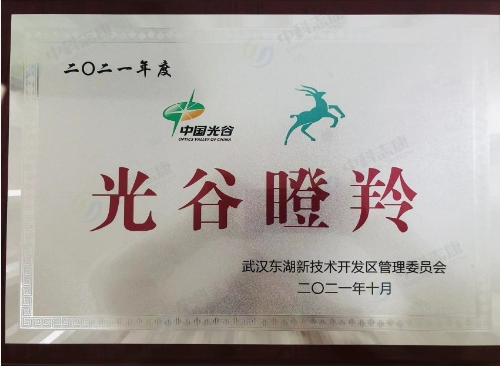 二〇二一年度
中国光谷
OPTICS VALLEY OF CHINA
光谷瞪羚
武汉东湖新技术开发区管理委员会
二〇二一年十月